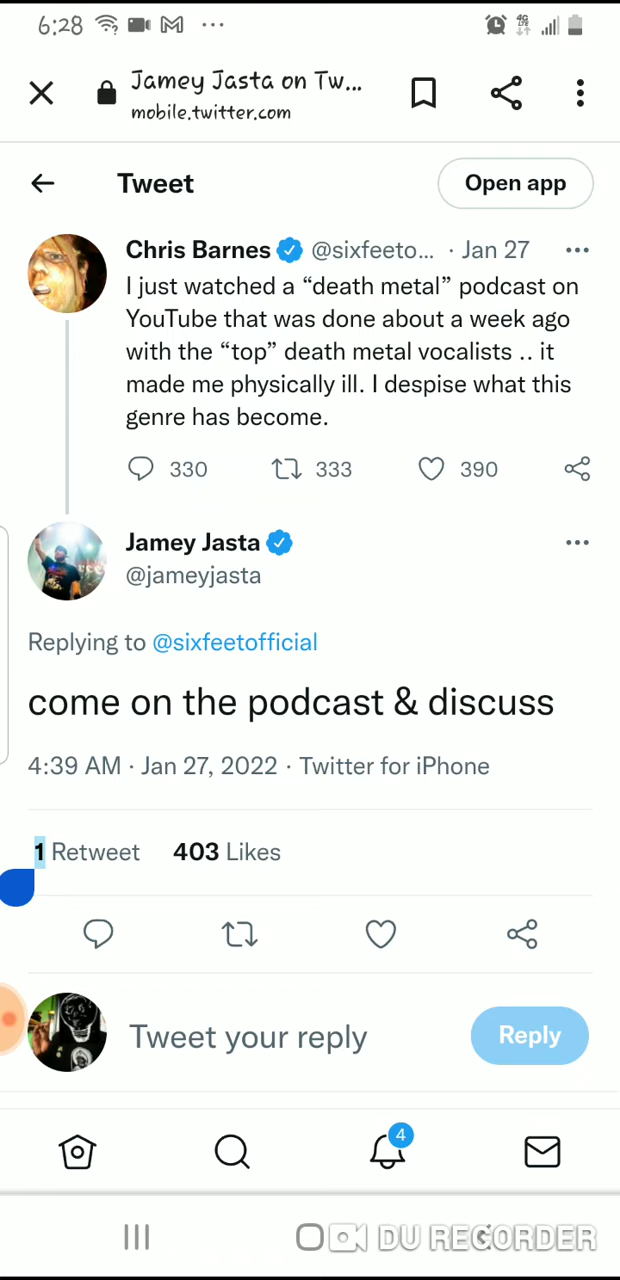 6:28
Jamey Jasta on Tw...
mobile.twitter.com
Tweet
Open app
Chris Barnes @sixfeeto... · Jan 27
I just watched a “death metal” podcast on
YouTube that was done about a week ago
with the “top” death metal vocalists .. it
made me physically ill. I despise what this
genre has become.
330 333 390
Jamey Jasta
@jameyjasta
Replying to @sixfeetofficial
come on the podcast & discuss
4:39 AM · Jan 27, 2022 · Twitter for iPhone
1 Retweet 403 Likes
Tweet your reply
Reply
4
DU RECORDER